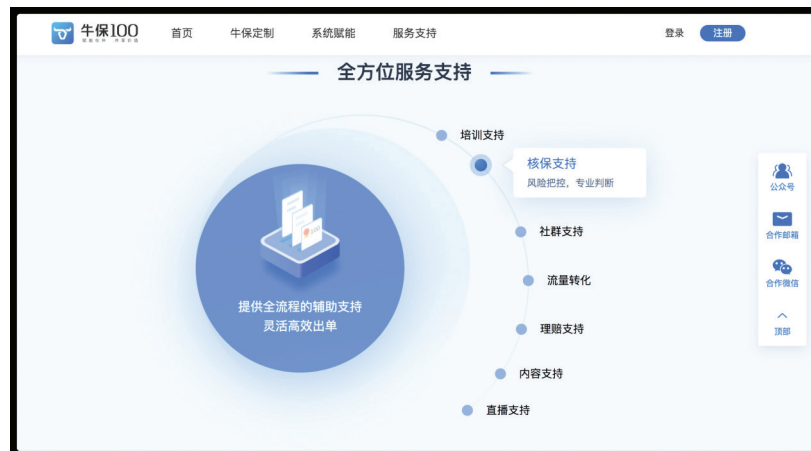 牛保100
首页
牛保定制
系统赋能
服务支持
登录
注册
全方位服务支持
培训支持
核保支持
风险把控，专业判断
社群支持
流量转化
理赔支持
内容支持
直播支持
100
提供全流程的辅助支持
灵活高效出单
公众号
合作邮箱
合作微信
顶部